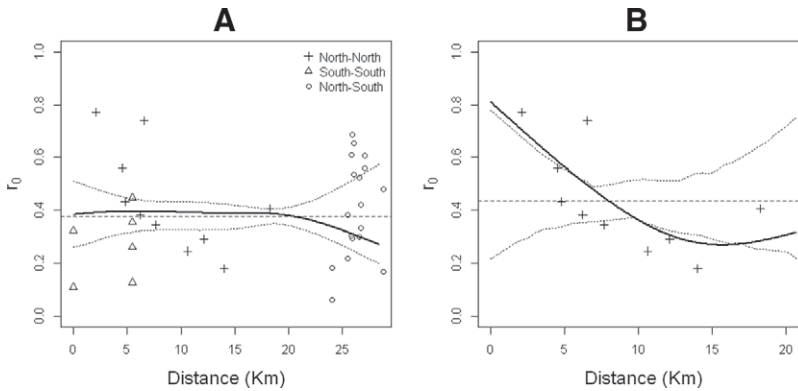 A
B
+ North-North
△ South-South
○ North-South
r0
1.0
0.8
0.6
0.4
0.2
0.0
0 5 10 15 20 25
Distance (Km)
r0
1.0
0.8
0.6
0.4
0.2
0.0
0 5 10 15 20
Distance (Km)